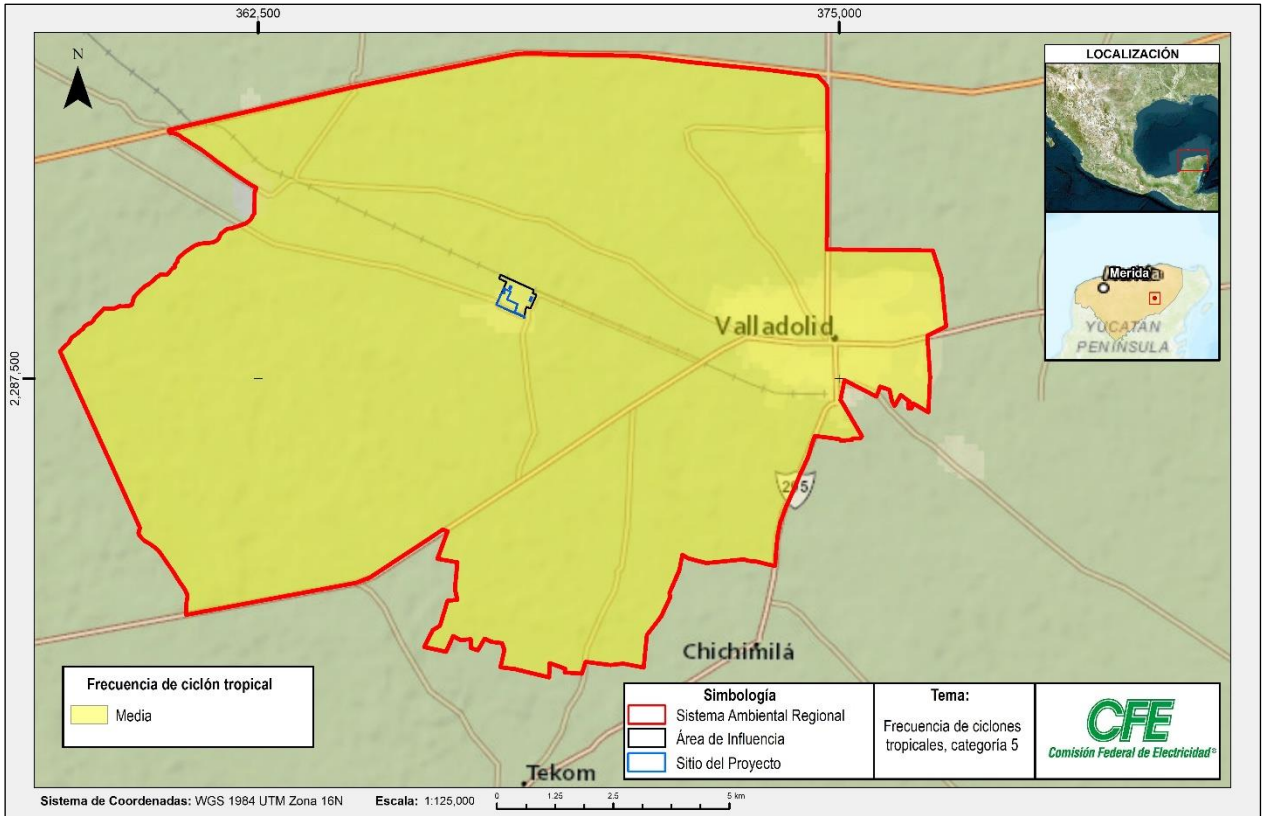 362,500
375,000
N
LOCALIZACIÓN
Merida
YUCATAN
PENINSULA
2,287,500
Valladolid
295
Chichimilá
Tekom
Frecuencia de ciclón tropical
Media
Simbología
Sistema Ambiental Regional
Área de Influencia
Sitio del Proyecto
Tema:
Frecuencia de ciclones
tropicales, categoría 5
CFE
Comisión Federal de Electricidad®
Sistema de Coordenadas: WGS 1984 UTM Zona 16N
Escala: 1:125,000
0 1.25 2.5 5 km